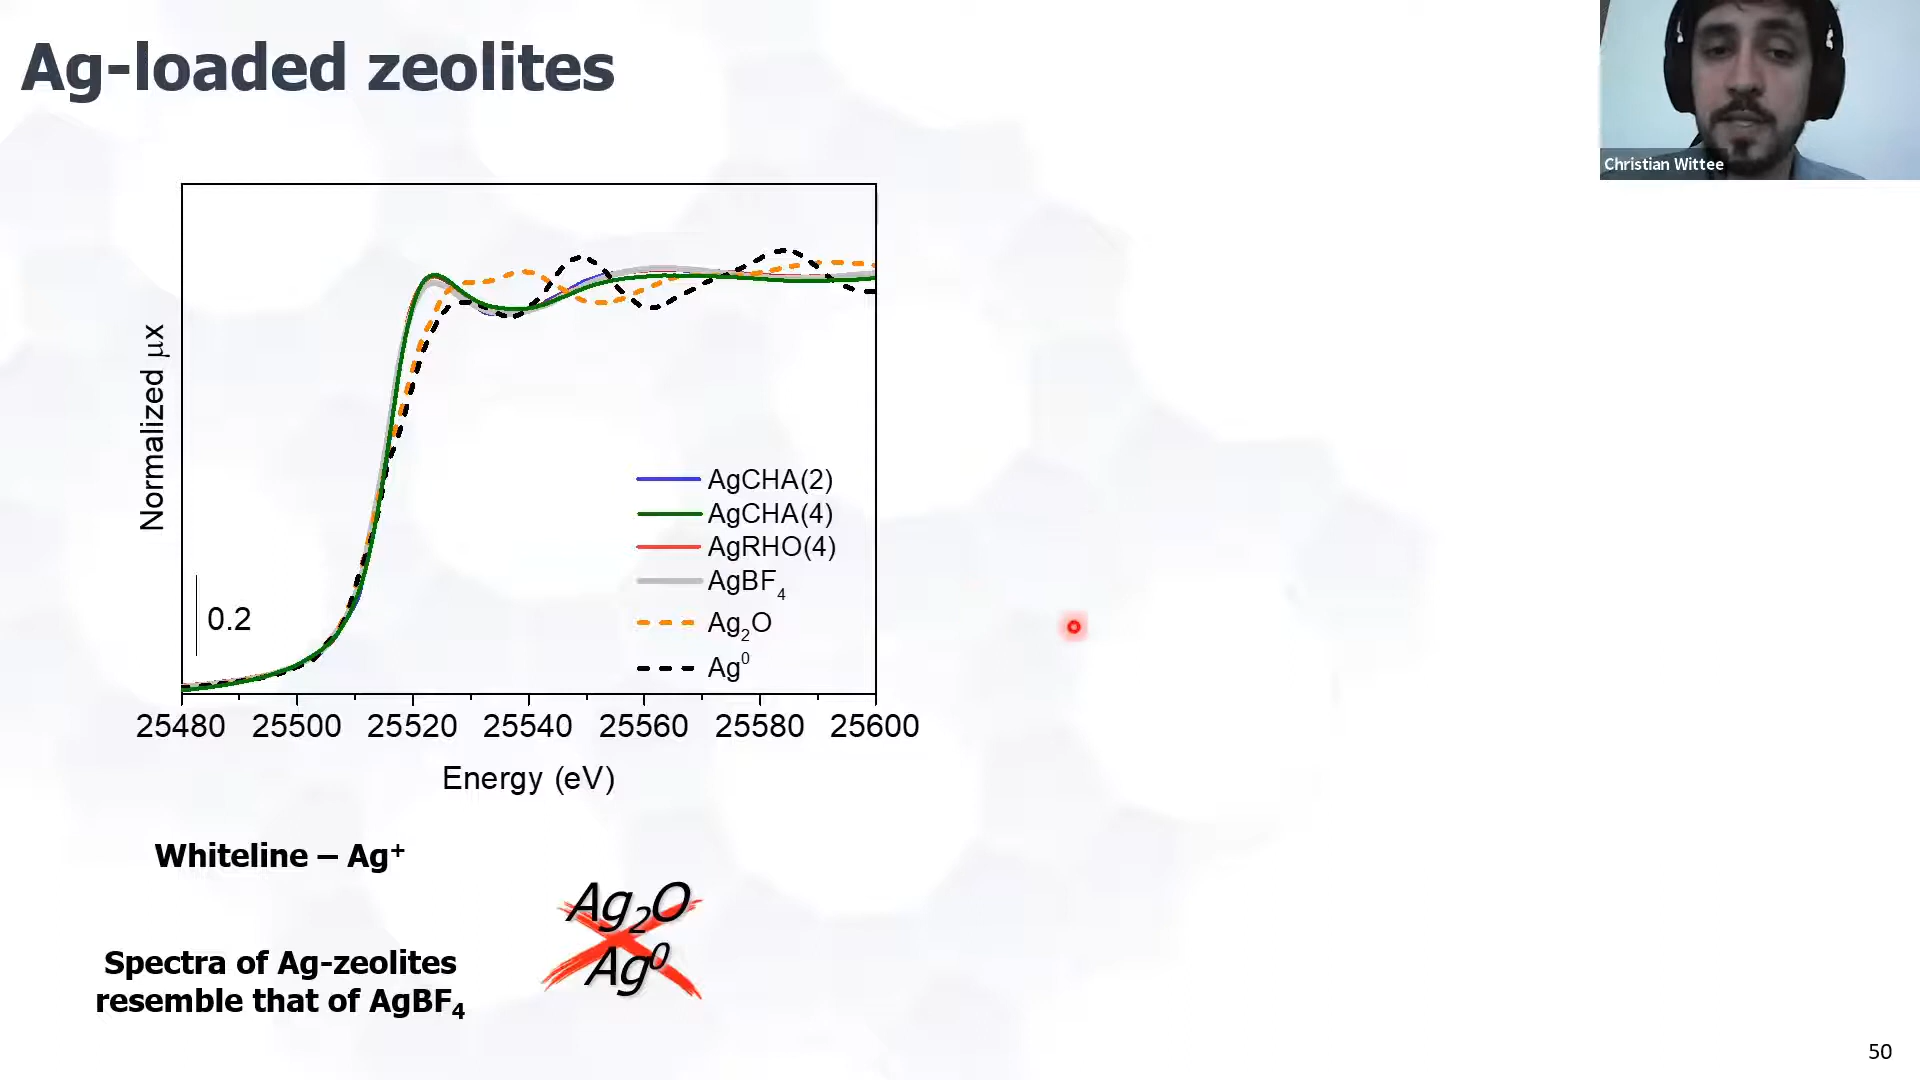 Ag-loaded zeolites
Christian Wittee
Normalized μx
AgCHA(2)
AgCHA(4)
AgRHO(4)
AgBF₄
Ag₂O
Ag⁰
0.2
25480 25500 25520 25540 25560 25580 25600
Energy (eV)
Whiteline – Ag⁺
Ag₂O
Ag⁰
Spectra of Ag-zeolites
resemble that of AgBF₄
50